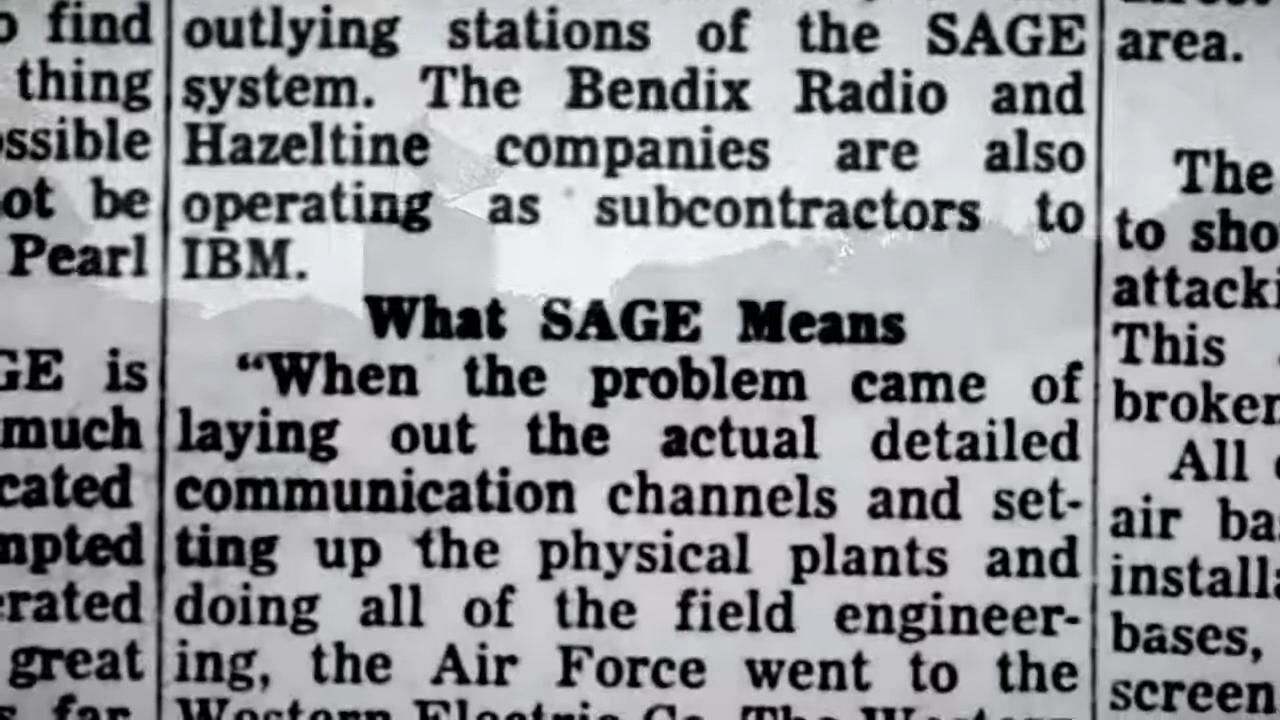 o find
thing
ossible
ot be
Pearl
GE is
much
cated
mpted
erated
great
s far
outlying stations of the SAGE
system. The Bendix Radio and
Hazeltine companies are also
operating as subcontractors to
IBM.
What SAGE Means
“When the problem came of
laying out the actual detailed
communication channels and set-
ting up the physical plants and
doing all of the field engineer-
ing, the Air Force went to the
Western Electric Co. The Western
area.
The
to sho
attacki
This
broken
All
air ba
install
bases,
screen